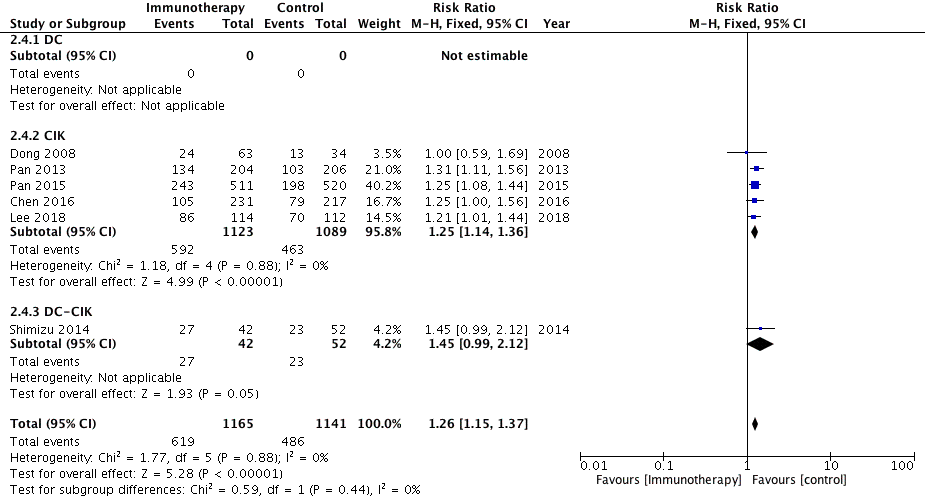 Immunotherapy Control Risk Ratio Risk Ratio
Study or Subgroup Events Total Events Total Weight M-H, Fixed, 95% CI Year M-H, Fixed, 95% CI
2.4.1 DC
Subtotal (95% CI) 0 0 Not estimable
Total events 0 0
Heterogeneity: Not applicable
Test for overall effect: Not applicable
2.4.2 CIK
Dong 2008 24 63 13 34 3.5% 1.00 [0.59, 1.69] 2008
Pan 2013 134 204 103 206 21.0% 1.31 [1.11, 1.56] 2013
Pan 2015 243 511 198 520 40.2% 1.25 [1.08, 1.44] 2015
Chen 2016 105 231 79 217 16.7% 1.25 [1.00, 1.56] 2016
Lee 2018 86 114 70 112 14.5% 1.21 [1.01, 1.44] 2018
Subtotal (95% CI) 1123 1089 95.8% 1.25 [1.14, 1.36]
Total events 592 463
Heterogeneity: Chi² = 1.18, df = 4 (P = 0.88); I² = 0%
Test for overall effect: Z = 4.99 (P < 0.00001)
2.4.3 DC-CIK
Shimizu 2014 27 42 23 52 4.2% 1.45 [0.99, 2.12] 2014
Subtotal (95% CI) 42 52 4.2% 1.45 [0.99, 2.12]
Total events 27 23
Heterogeneity: Not applicable
Test for overall effect: Z = 1.93 (P = 0.05)
Total (95% CI) 1165 1141 100.0% 1.26 [1.15, 1.37]
Total events 619 486
Heterogeneity: Chi² = 1.77, df = 5 (P = 0.88); I² = 0%
Test for overall effect: Z = 5.28 (P < 0.00001)
Test for subgroup differences: Chi² = 0.59, df = 1 (P = 0.44), I² = 0%
0.01 0.1 1 10 100
Favours [Immunotherapy] Favours [control]